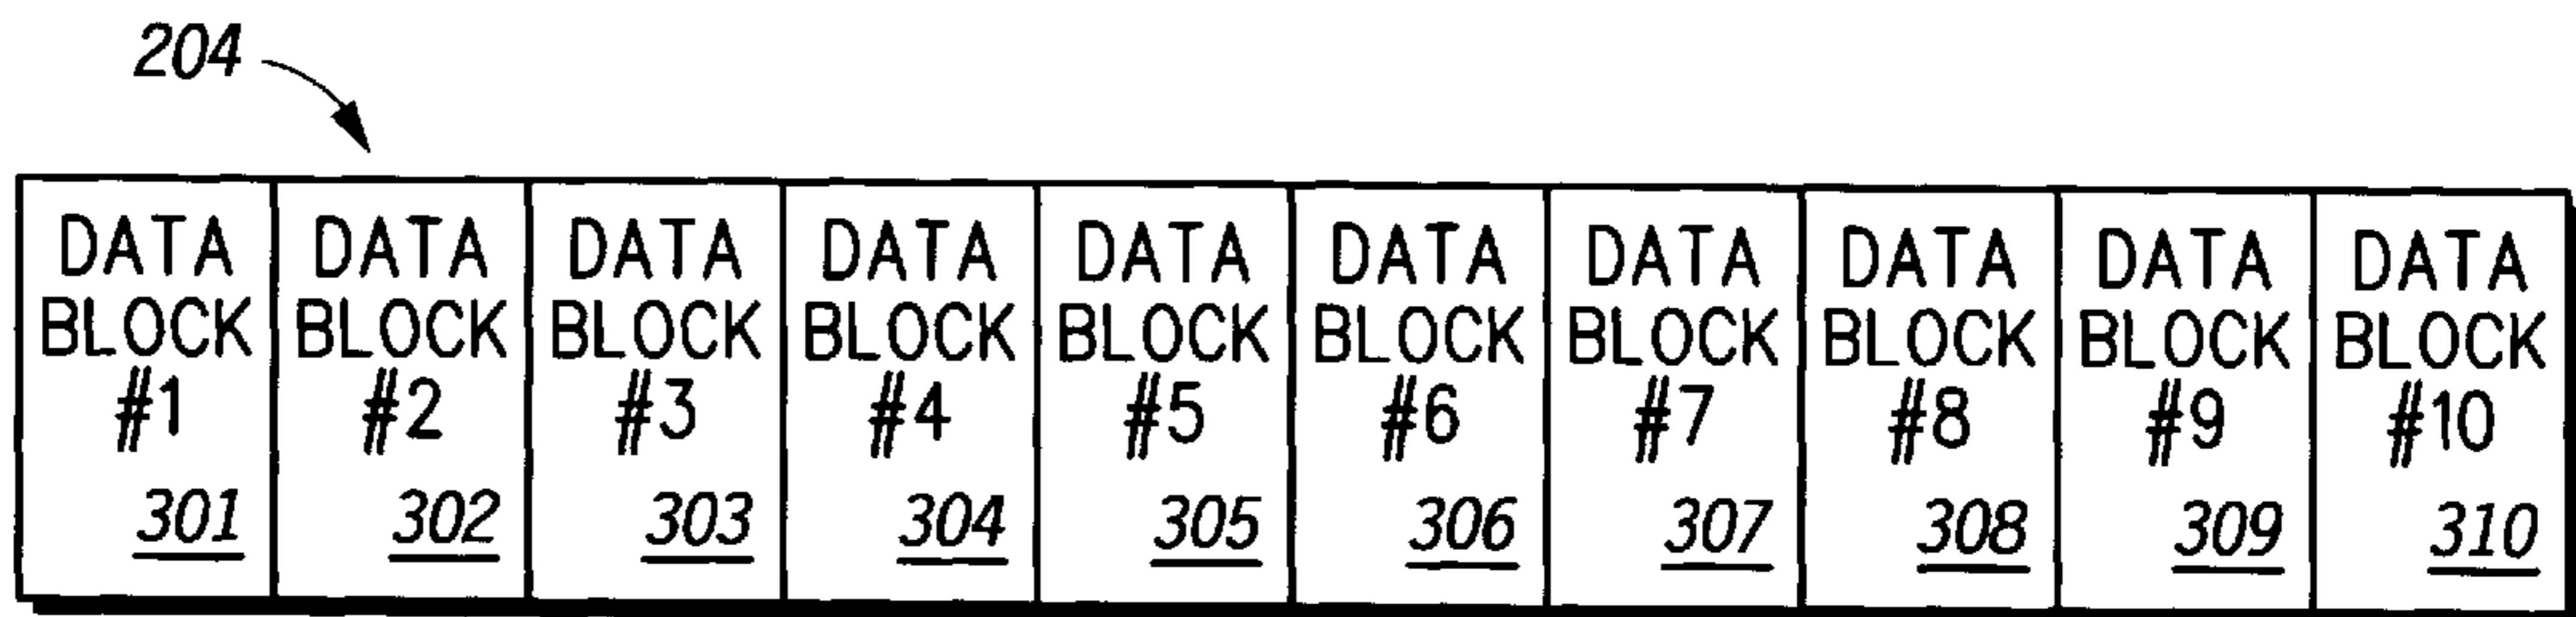 204
DATA BLOCK #1 301
DATA BLOCK #2 302
DATA BLOCK #3 303
DATA BLOCK #4 304
DATA BLOCK #5 305
DATA BLOCK #6 306
DATA BLOCK #7 307
DATA BLOCK #8 308
DATA BLOCK #9 309
DATA BLOCK #10 310